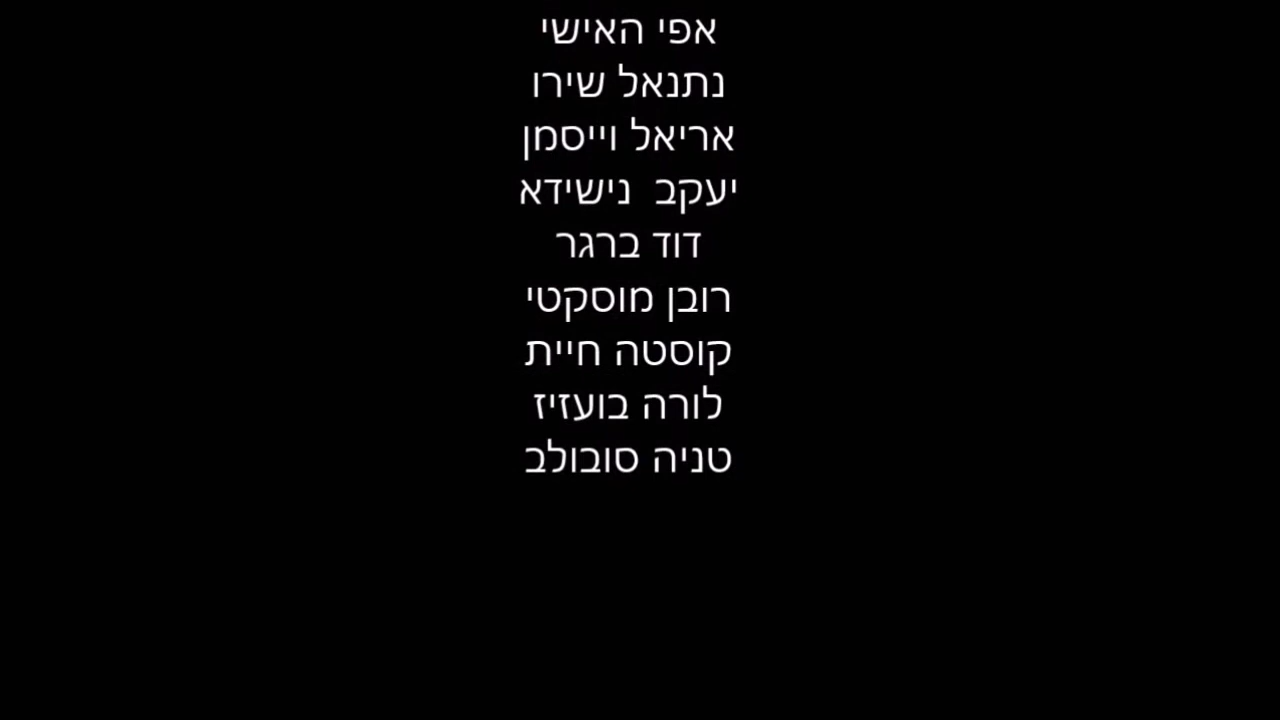 אפי האישי
נתנאל שירו
אריאל וייסמן
יעקב  נישידא
דוד ברגר
רובן מוסקטי
קוסטה חיית
לורה בועזיז
טניה סובולב